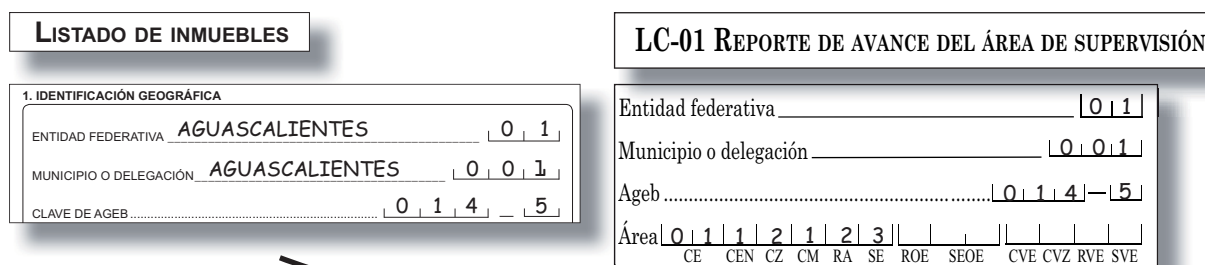 LISTADO DE INMUEBLES
1. IDENTIFICACIÓN GEOGRÁFICA
ENTIDAD FEDERATIVA AGUASCALIENTES 0 1
MUNICIPIO O DELEGACIÓN AGUASCALIENTES 0 0 1
CLAVE DE AGEB 0 1 4 _ 5
LC-01 REPORTE DE AVANCE DEL ÁREA DE SUPERVISIÓN
Entidad federativa 0 1
Municipio o delegación 0 0 1
Ageb 0 1 4 — 5
Área 0 1 1 2 1 2 3
CE CEN CZ CM RA SE ROE SEOE CVE CVZ RVE SVE